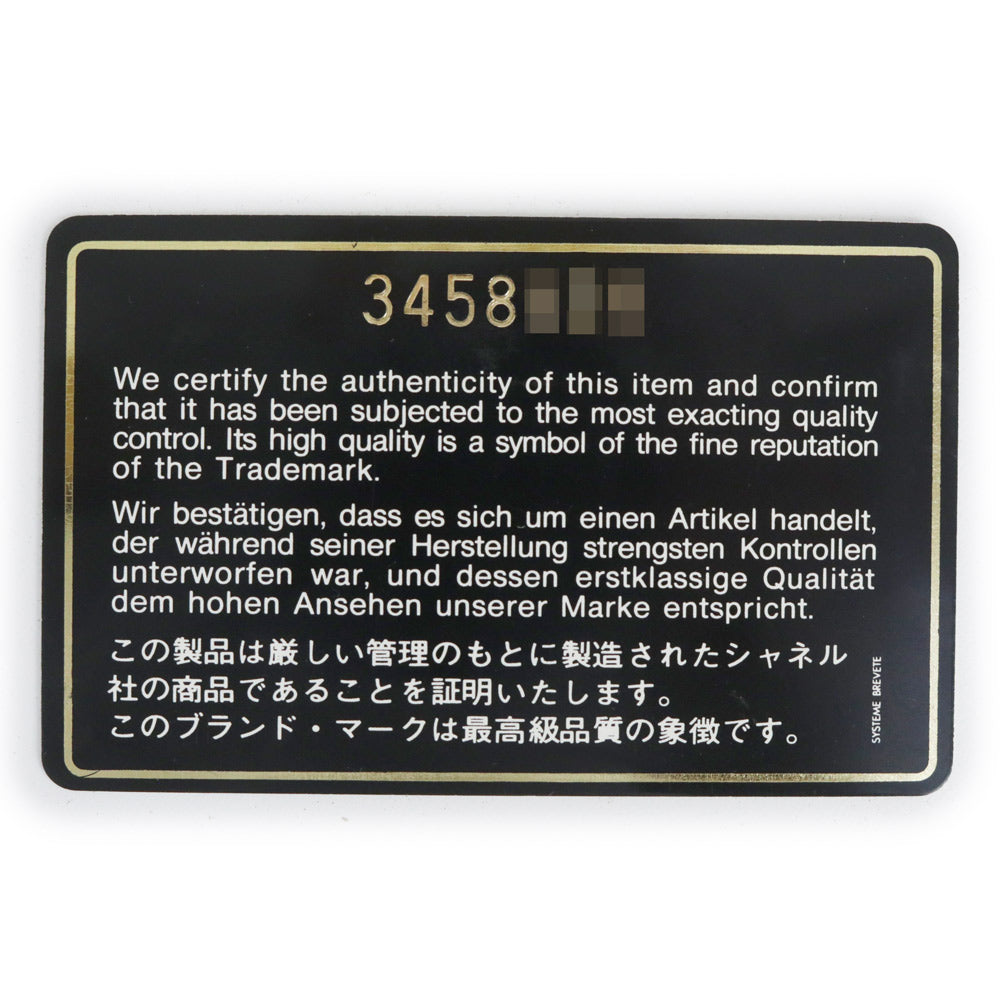 3458
We certify the authenticity of this item and confirm
that it has been subjected to the most exacting quality
control. Its high quality is a symbol of the fine reputation
of the Trademark.
Wir bestätigen, dass es sich um einen Artikel handelt,
der während seiner Herstellung strengsten Kontrollen
unterworfen war, und dessen erstklassige Qualität
dem hohen Ansehen unserer Marke entspricht.
この製品は厳しい管理のもとに製造されたシャネル
社の商品であることを証明いたします。
このブランド・マークは最高級品質の象徴です。
SYSTEME BREVETE